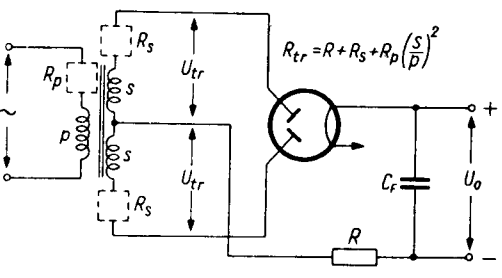 R_s
R_tr = R + R_s + R_p (s/p)^2
R_p
U_tr
s
+
~
p
s
U_tr
C_F
U_o
R_s
R
−